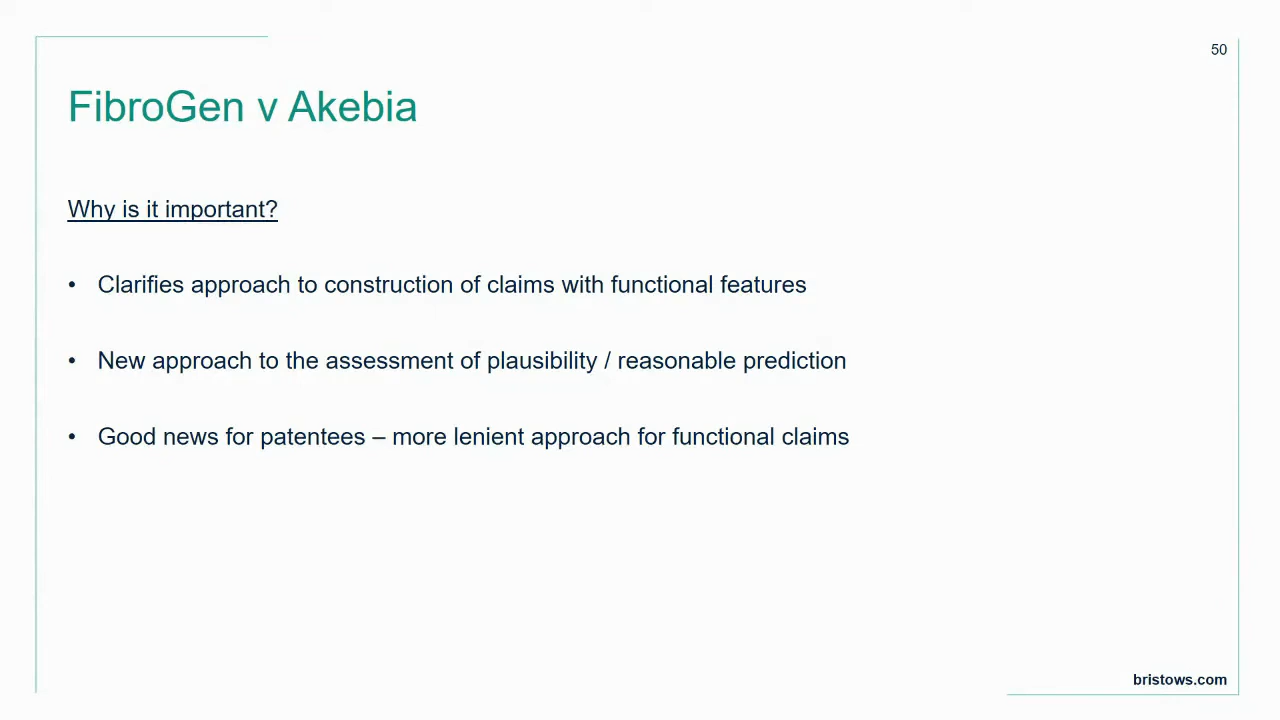 50
FibroGen v Akebia
Why is it important?
• Clarifies approach to construction of claims with functional features
• New approach to the assessment of plausibility / reasonable prediction
• Good news for patentees – more lenient approach for functional claims
bristows.com